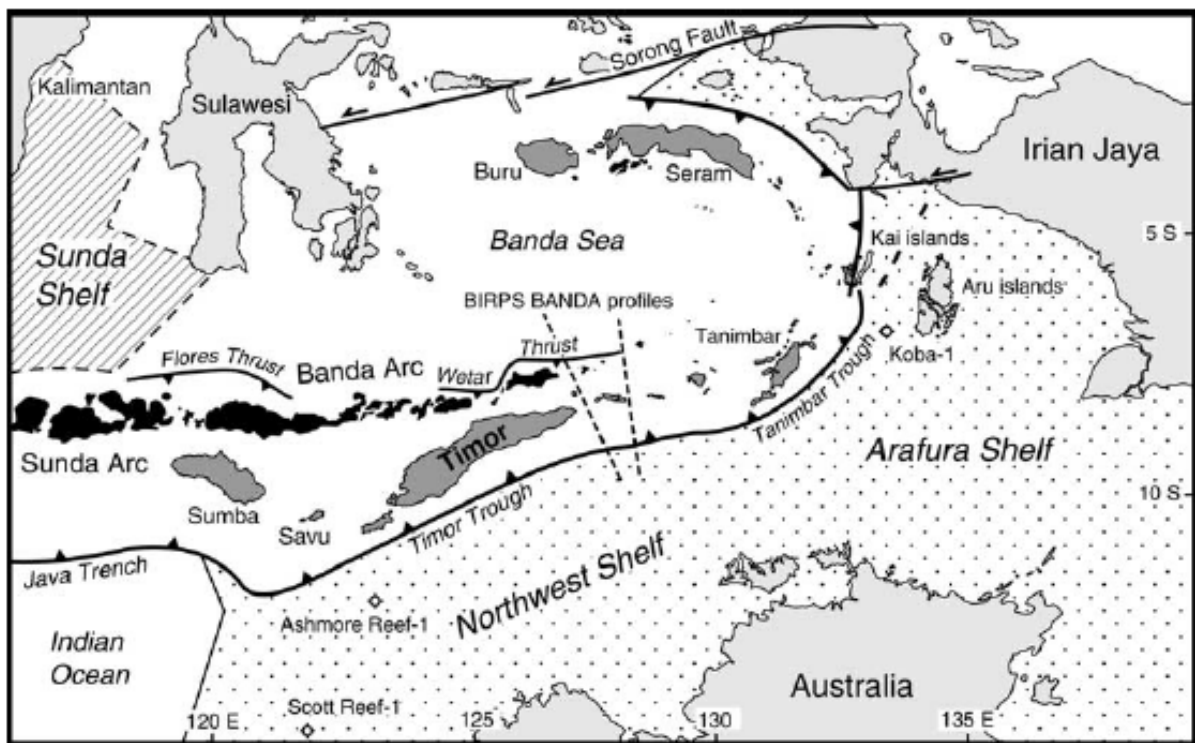 Sorong Fault
Kalimantan
Sulawesi
Irian Jaya
Buru
Seram
5 S
Banda Sea
Kai islands
Sunda
Shelf
Aru islands
BIRPS BANDA profiles
Tanimbar
Koba-1
Flores Thrust
Banda Arc
Wetar
Thrust
Tanimbar Trough
Timor
Arafura Shelf
Sunda Arc
10 S
Sumba
Savu
Timor Trough
Java Trench
Northwest Shelf
Ashmore Reef-1
Indian
Ocean
Australia
Scott Reef-1
120 E
125
130
135 E